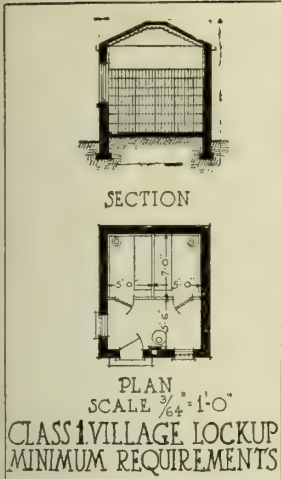 SECTION
5'0
7'-0"
5'0
5'-6"
PLAN
SCALE 3/64" = 1'-0"
CLASS 1. VILLAGE LOCKUP
MINIMUM REQUIREMENTS